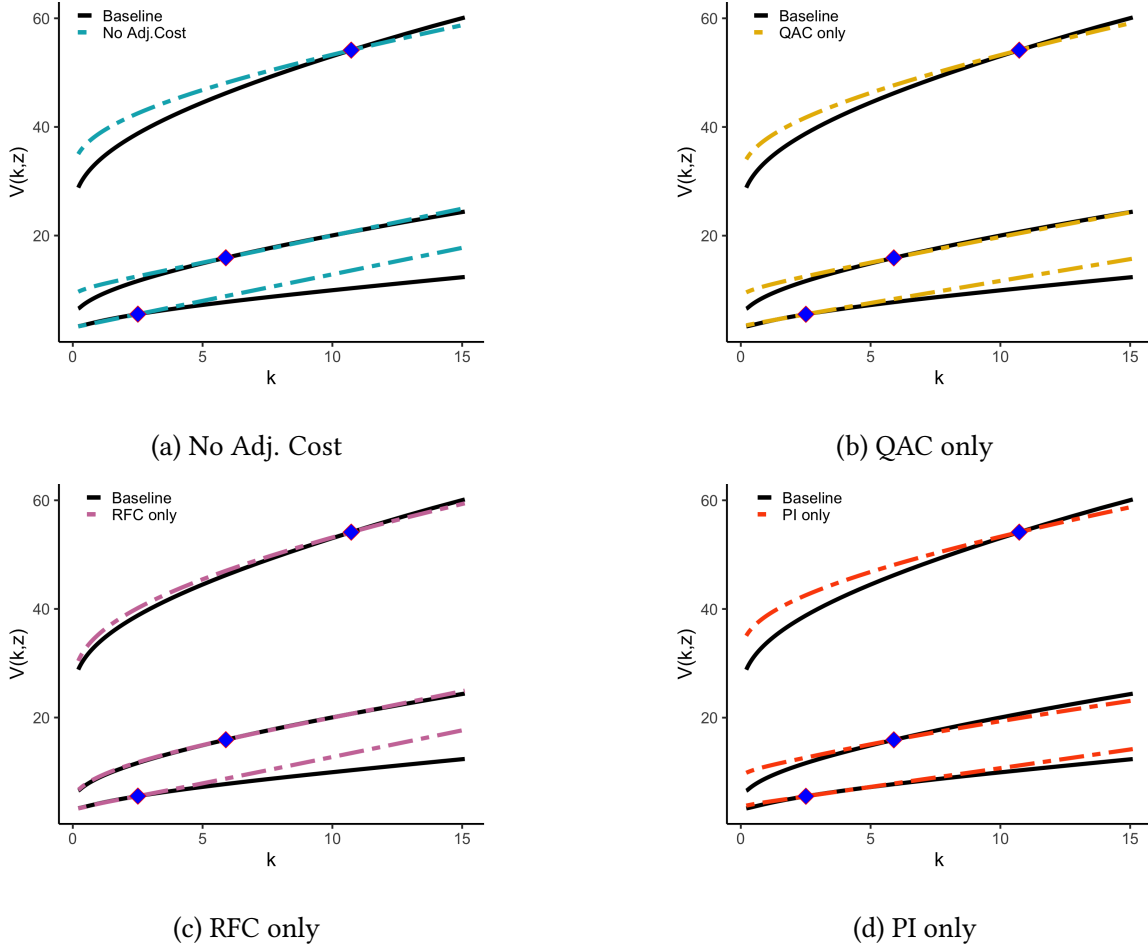 Baseline
No Adj.Cost
60
40
20
V(k,z)
0 5 10 15
k
(a) No Adj. Cost
Baseline
QAC only
60
40
20
V(k,z)
0 5 10 15
k
(b) QAC only
Baseline
RFC only
60
40
20
V(k,z)
0 5 10 15
k
(c) RFC only
Baseline
PI only
60
40
20
V(k,z)
0 5 10 15
k
(d) PI only